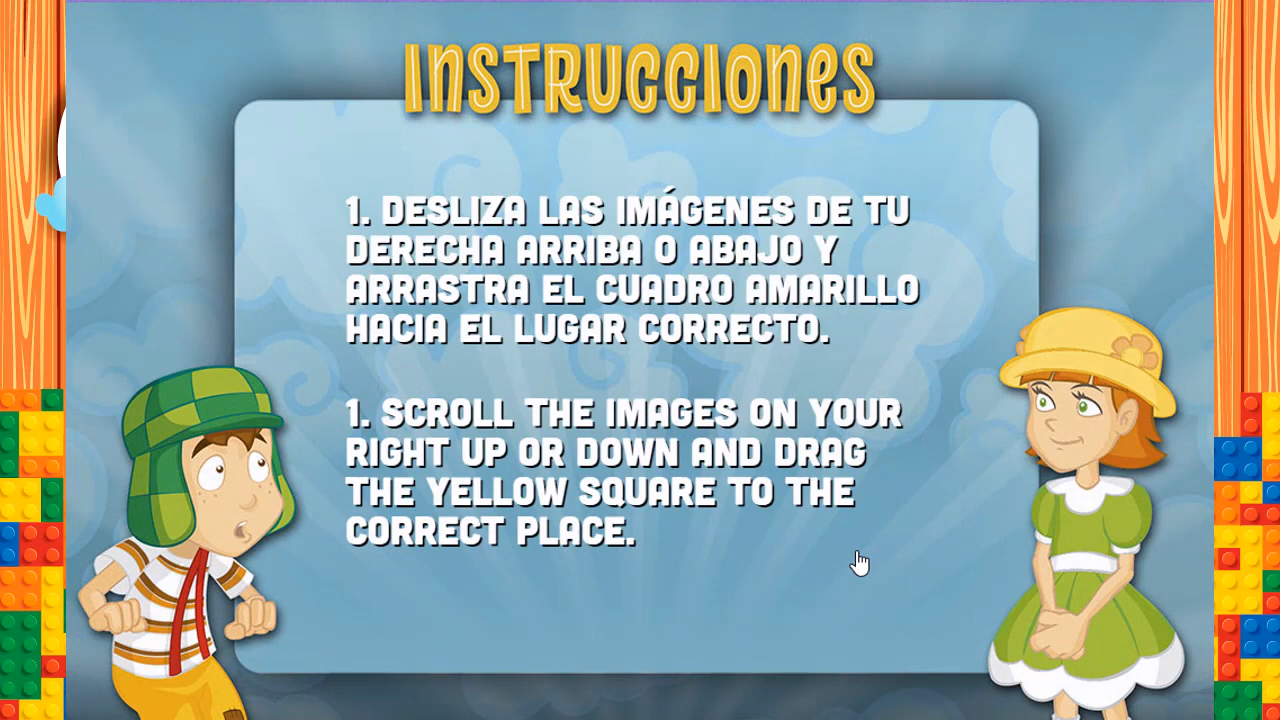 INSTRUCCIONES
1. DESLIZA LAS IMÁGENES DE TU
DERECHA ARRIBA O ABAJO Y
ARRASTRA EL CUADRO AMARILLO
HACIA EL LUGAR CORRECTO.
1. SCROLL THE IMAGES ON YOUR
RIGHT UP OR DOWN AND DRAG
THE YELLOW SQUARE TO THE
CORRECT PLACE.